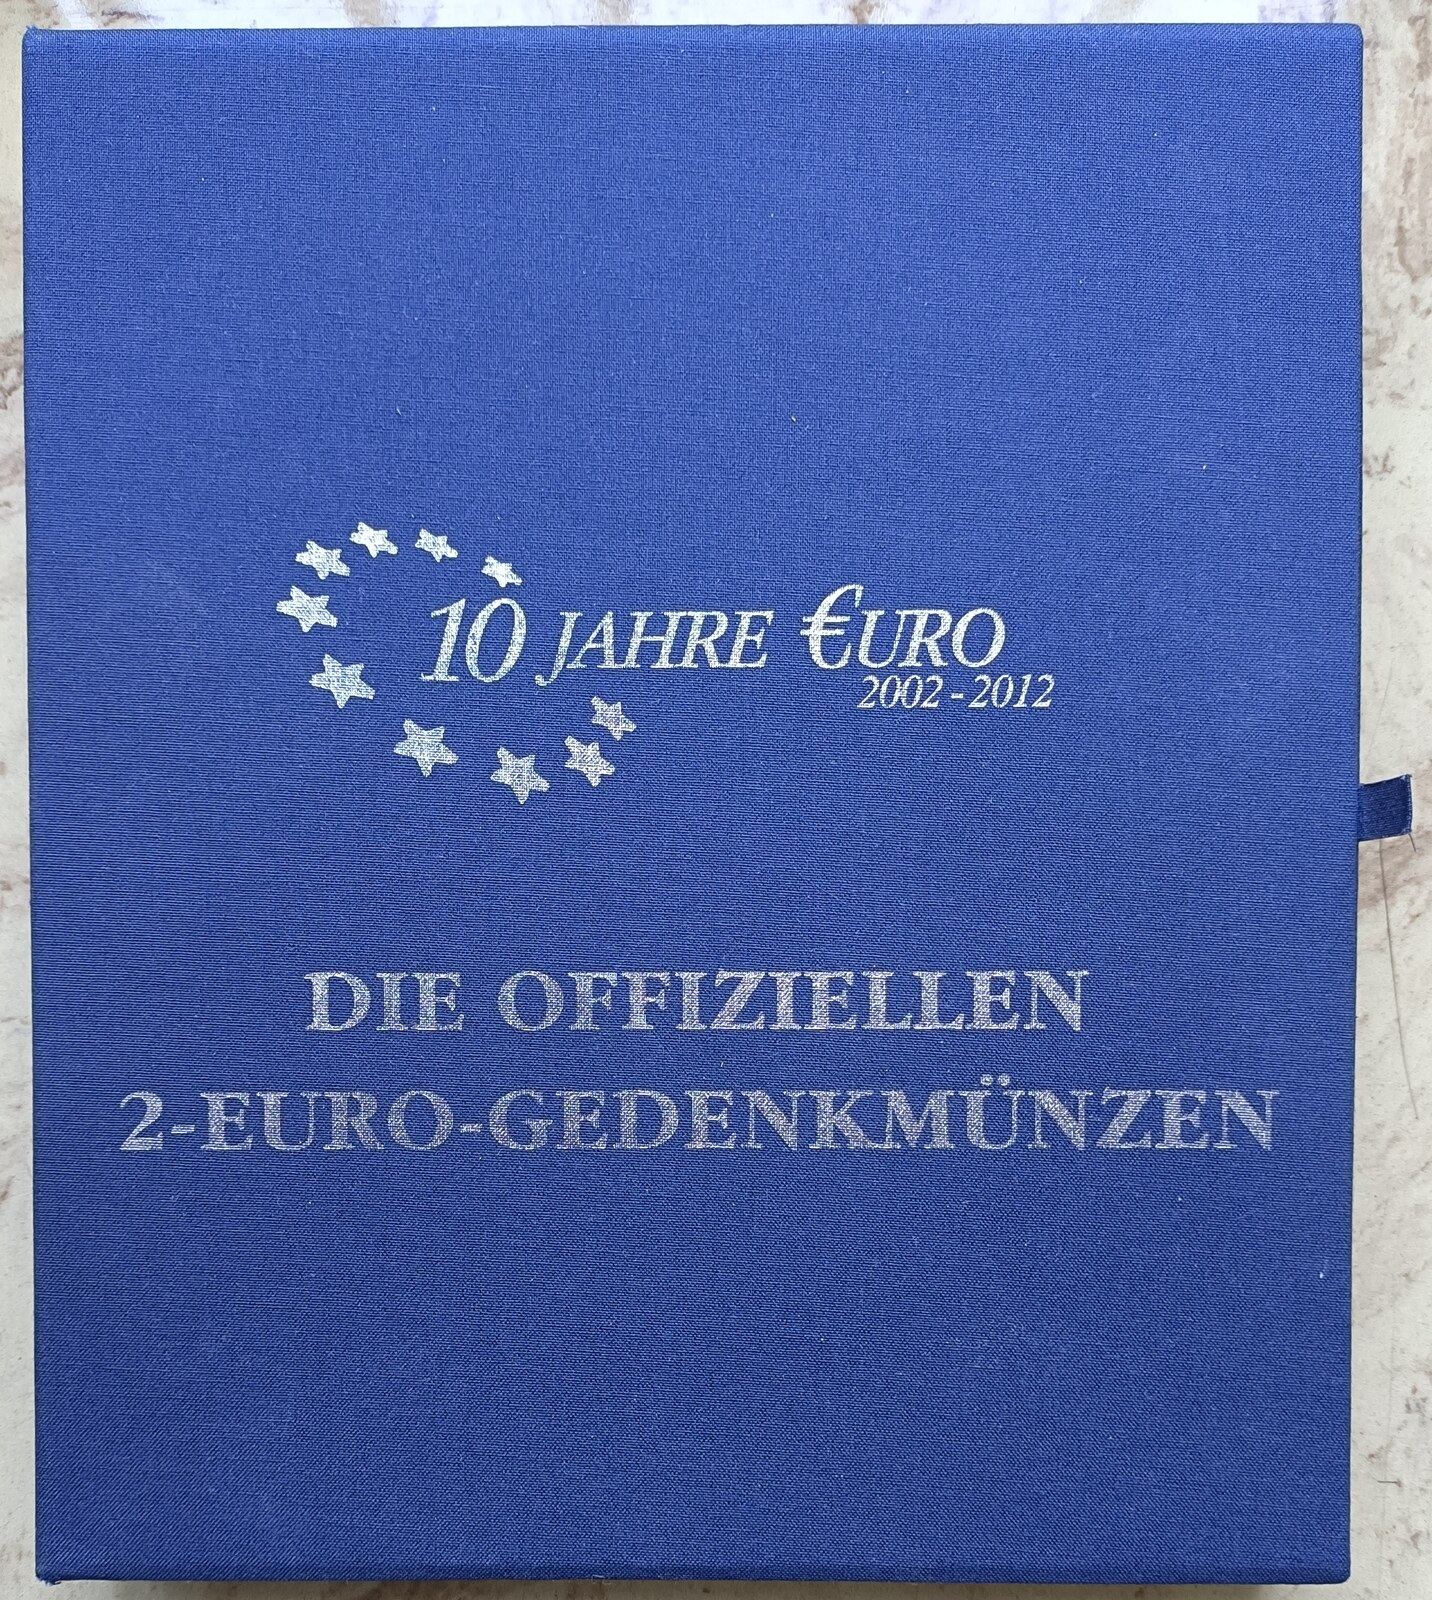 10 JAHRE €URO
2002 - 2012
DIE OFFIZIELLEN
2-EURO-GEDENKMÜNZEN